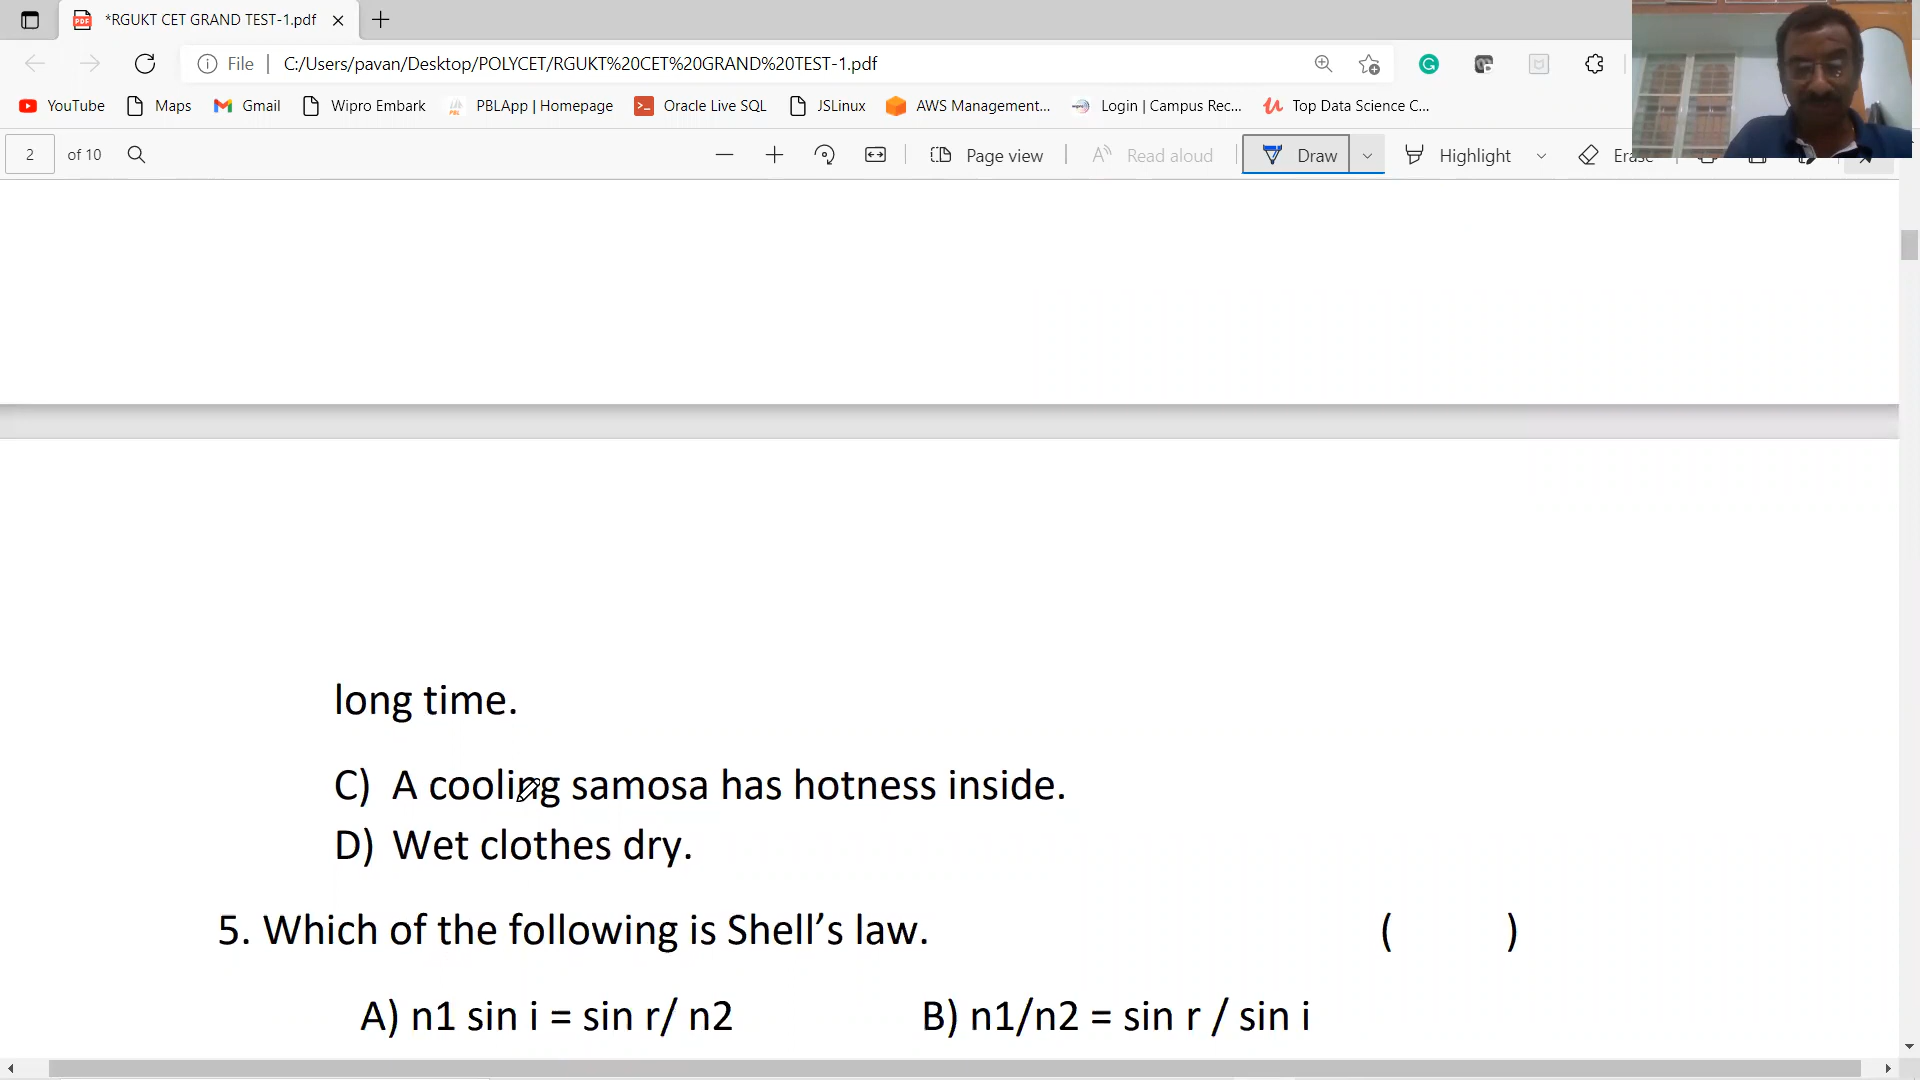 *RGUKT CET GRAND TEST-1.pdf
File C:/Users/pavan/Desktop/POLYCET/RGUKT%20CET%20GRAND%20TEST-1.pdf
YouTube Maps Gmail Wipro Embark PBLApp | Homepage Oracle Live SQL JSLinux AWS Management... Login | Campus Rec... Top Data Science C...
2 of 10 Page view Read aloud Draw Highlight Erase
long time.
C) A cooling samosa has hotness inside.
D) Wet clothes dry.
5. Which of the following is Shell’s law. ( )
A) n1 sin i = sin r/ n2 B) n1/n2 = sin r / sin i